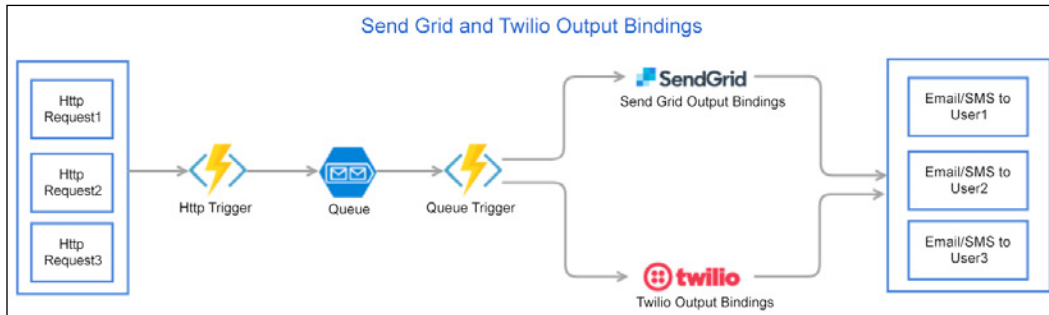 Send Grid and Twilio Output Bindings
Http
Request1
Http
Request2
Http
Request3
Http Trigger
Queue
Queue Trigger
SendGrid
Send Grid Output Bindings
twilio
Twilio Output Bindings
Email/SMS to
User1
Email/SMS to
User2
Email/SMS to
User3